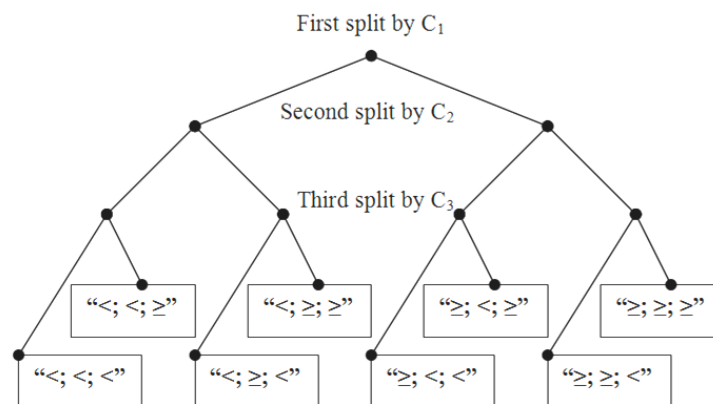 First split by C₁
Second split by C₂
Third split by C₃
“<; <; ≥” “<; ≥; ≥” “≥; <; ≥” “≥; ≥; ≥”
“<; <; <” “<; ≥; <” “≥; <; <” “≥; ≥; <”